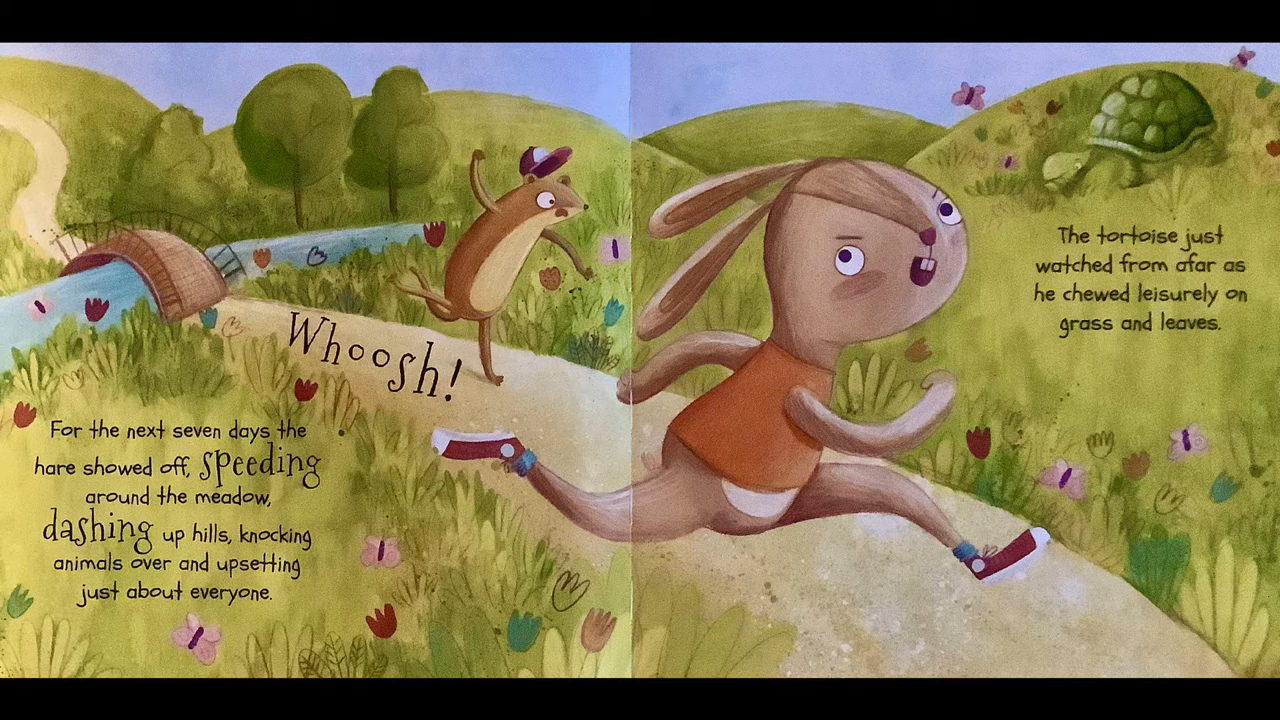 Whoosh!
For the next seven days the
hare showed off, speeding
around the meadow,
dashing up hills, knocking
animals over and upsetting
just about everyone.
The tortoise just
watched from afar as
he chewed leisurely on
grass and leaves.